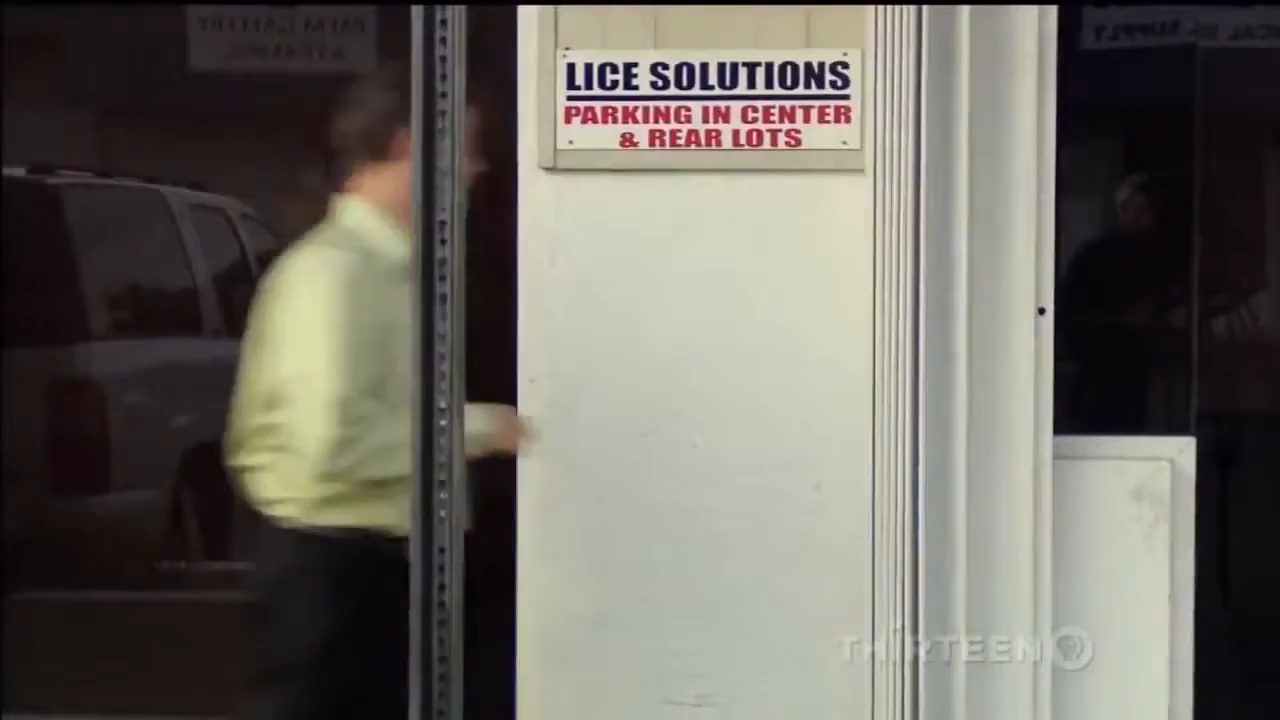 LICE SOLUTIONS
PARKING IN CENTER
& REAR LOTS
THIRTEEN